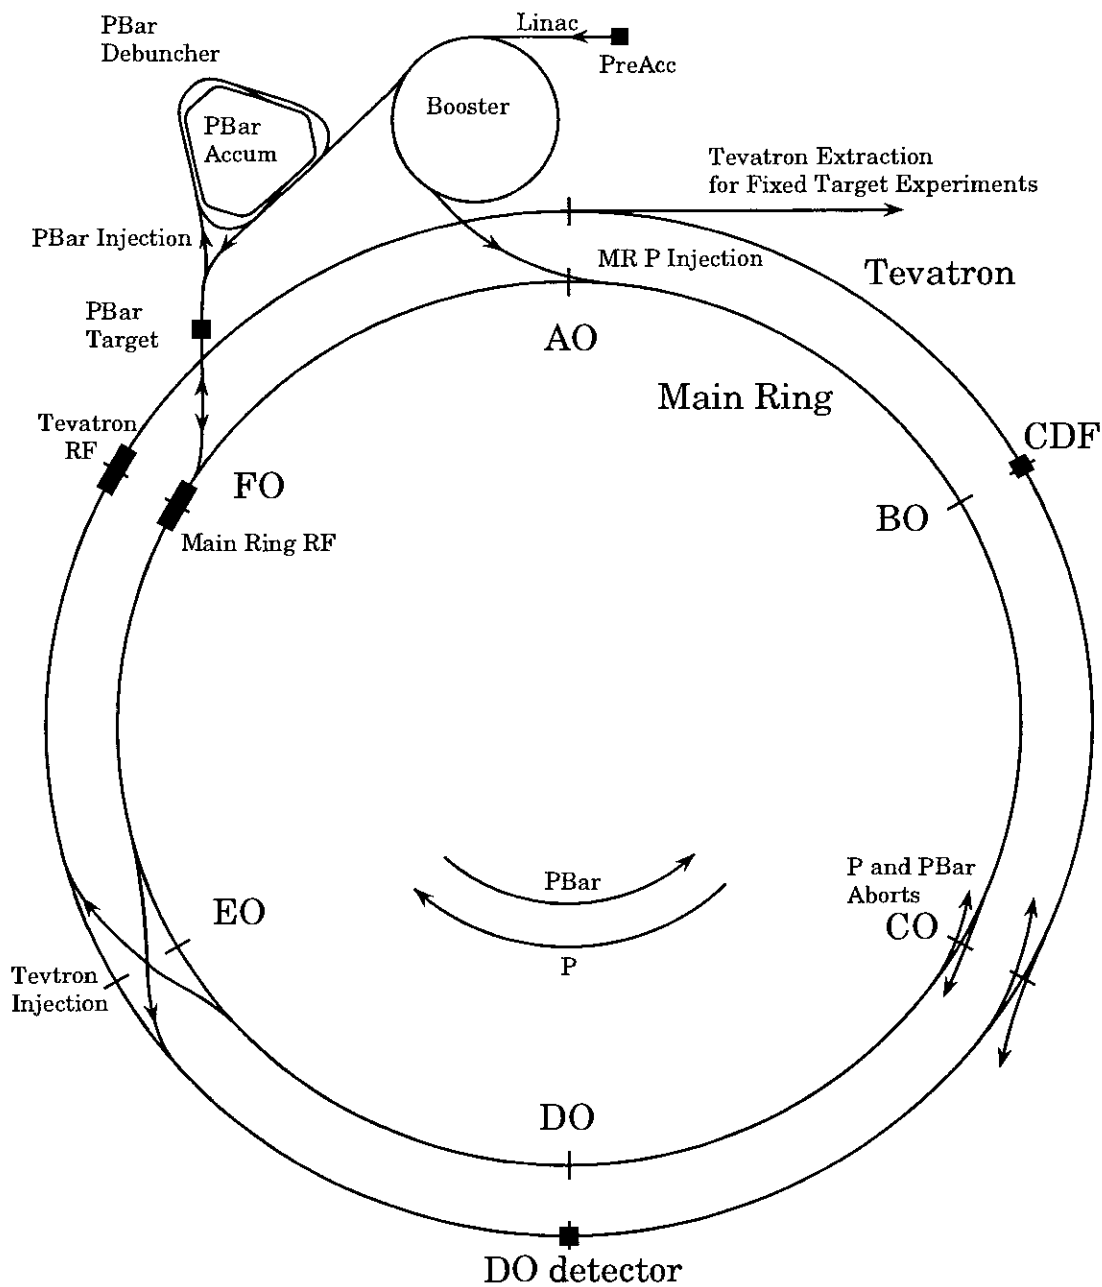 PBar
Debuncher
Linac
PreAcc
Booster
PBar
Accum
Tevatron Extraction
for Fixed Target Experiments
PBar Injection
MR P Injection
Tevatron
PBar
Target
AO
Main Ring
Tevatron
RF
CDF
FO
BO
Main Ring RF
P and PBar
Aborts
PBar
EO
CO
P
Tevtron
Injection
DO
DO detector